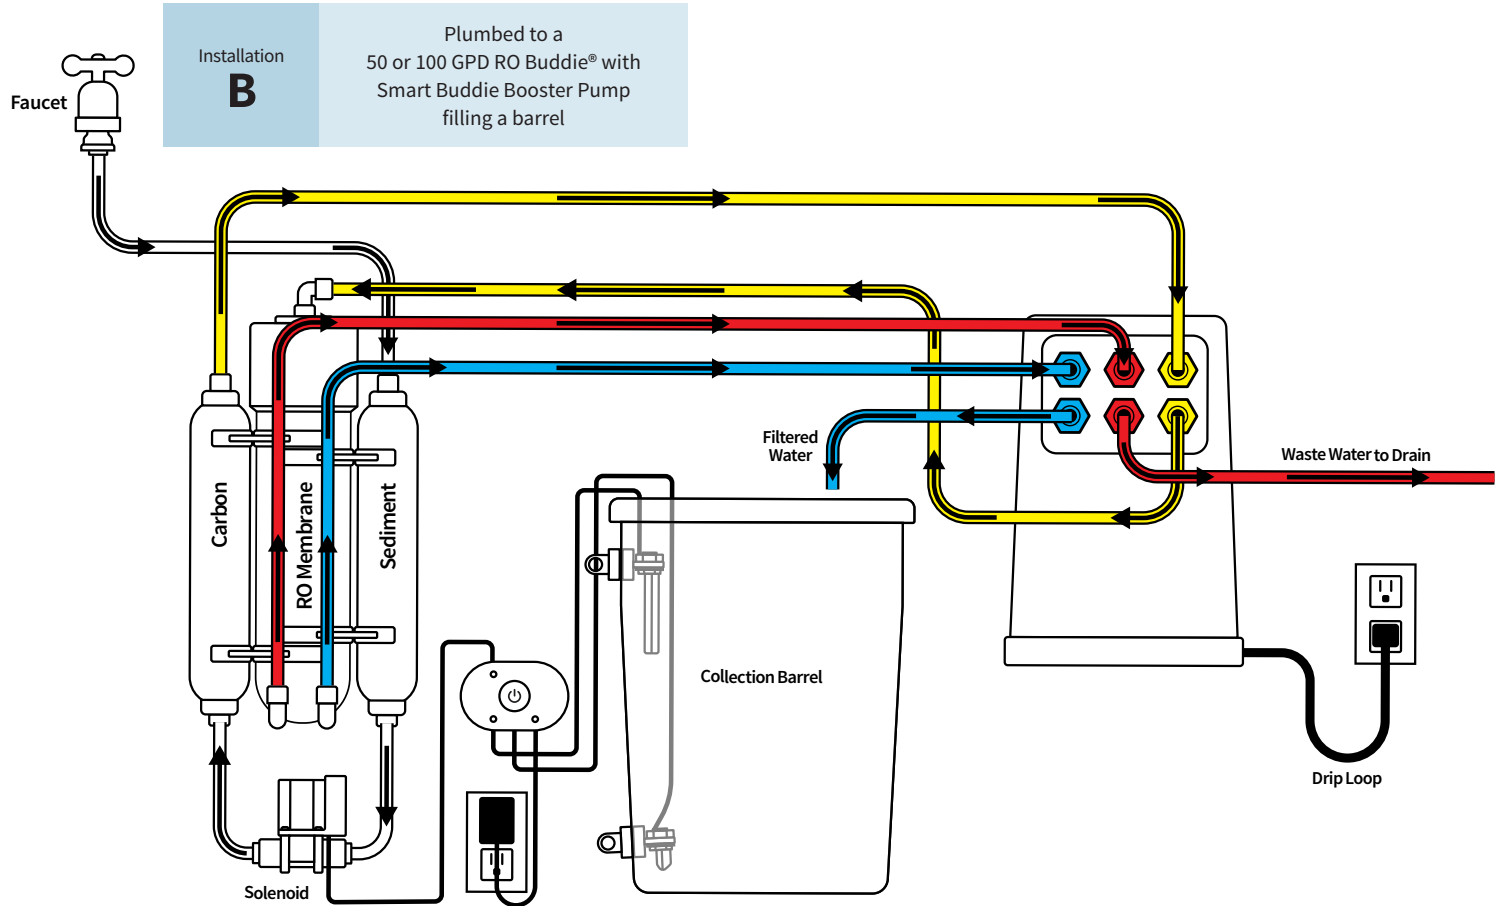 Installation
B
Plumbed to a
50 or 100 GPD RO Buddie® with
Smart Buddie Booster Pump
filling a barrel
Faucet
Filtered
Water
Waste Water to Drain
Carbon
RO Membrane
Sediment
Collection Barrel
Drip Loop
Solenoid